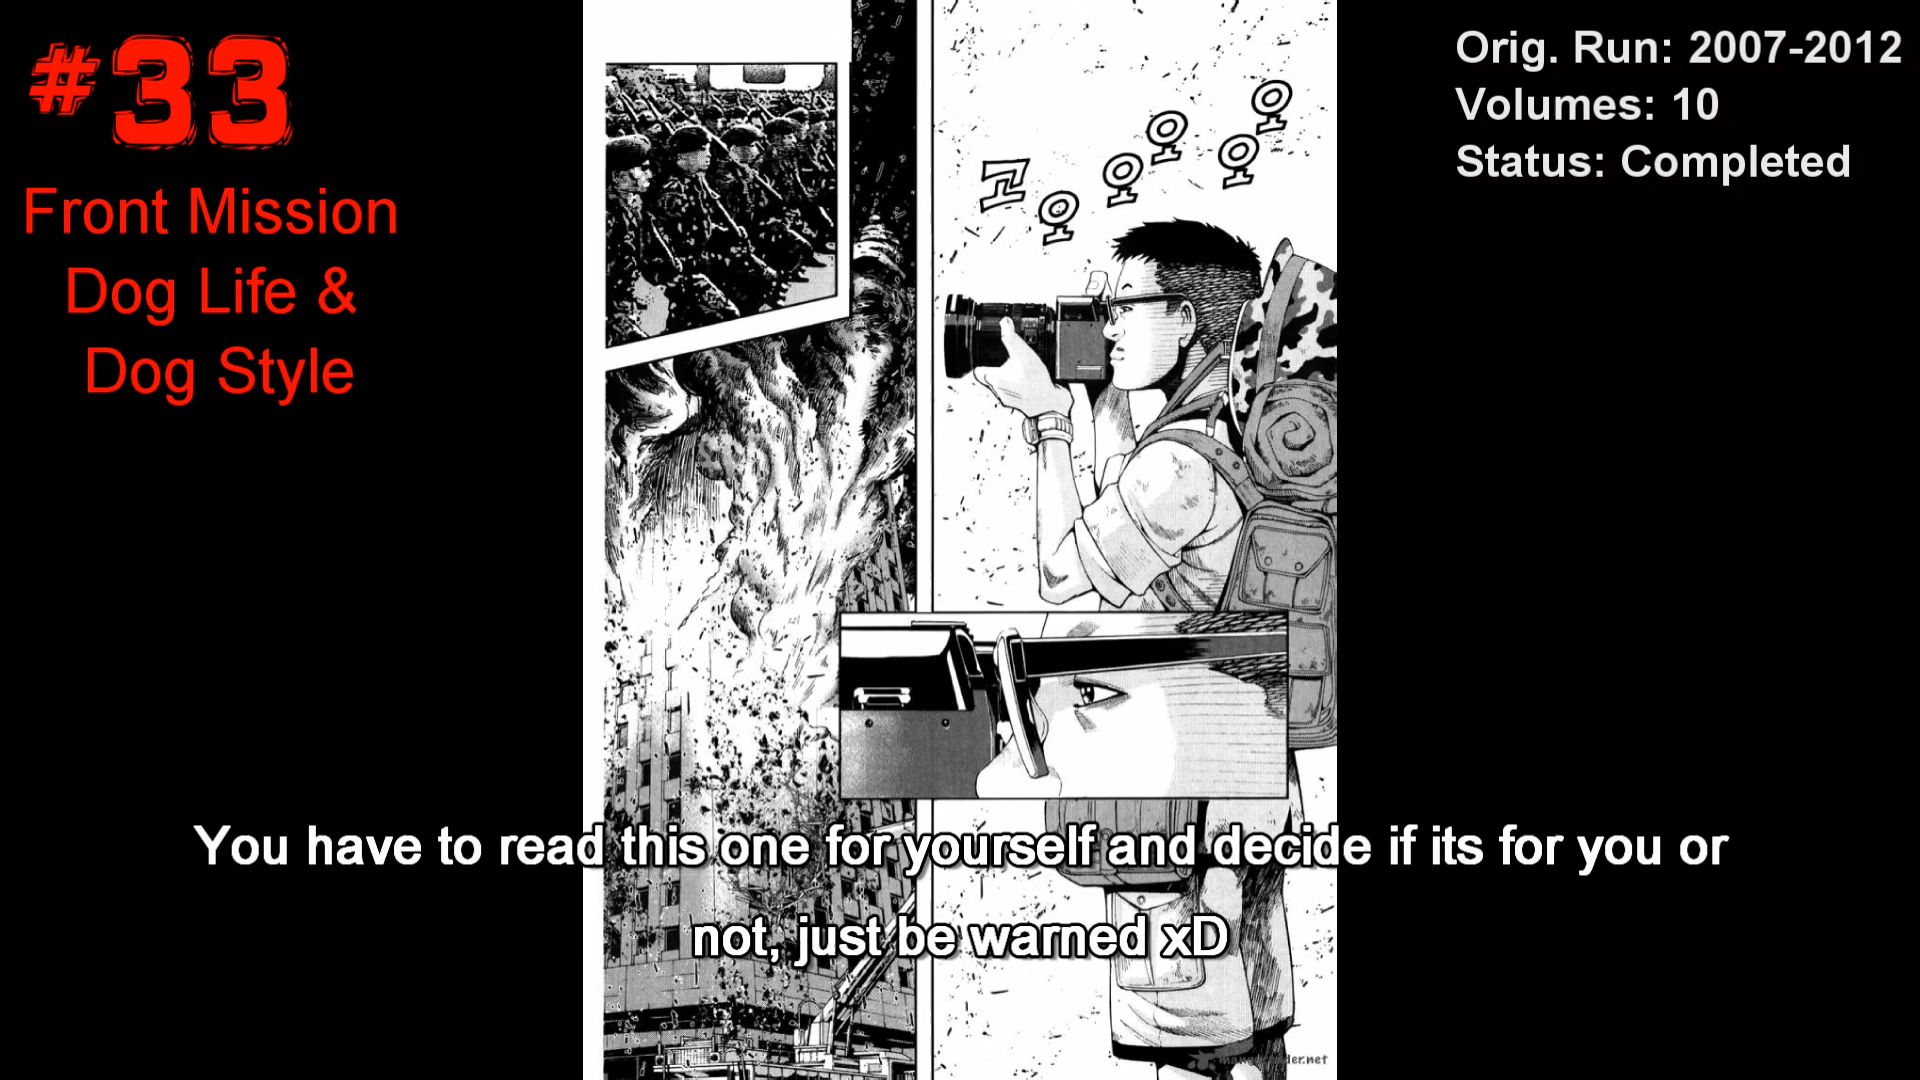 #33
Front Mission
Dog Life &
Dog Style
Orig. Run: 2007-2012
Volumes: 10
Status: Completed
고오오오오오
You have to read this one for yourself and decide if its for you or
not, just be warned xD